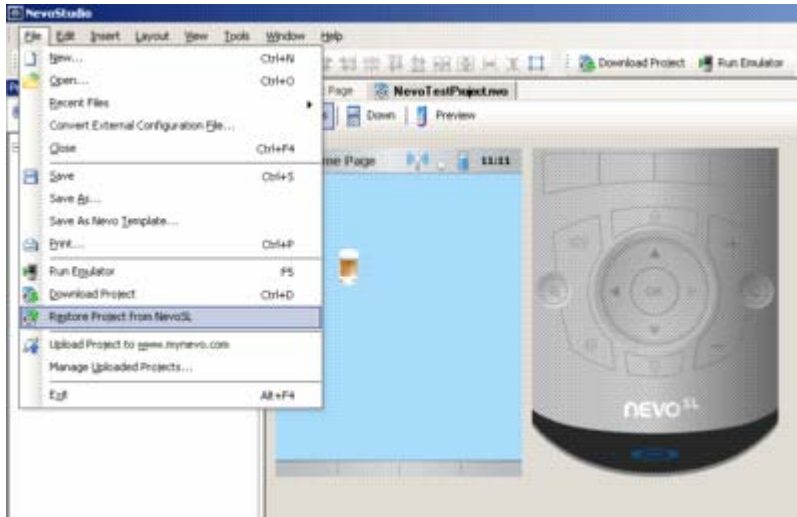 NevoStudio
File Edit Insert Layout View Tools Window Help
New... Ctrl+N
Download Project Run Emulator
Open... Ctrl+O
Page NevoTestProject.nvo
Recent Files
Down Preview
Convert External Configuration File...
Close Ctrl+F4
me Page 11:11
Save Ctrl+S
Save As...
Save As Nevo Template...
Print... Ctrl+P
Run Emulator F5
OK
Download Project Ctrl+D
Restore Project from NevoSL
Upload Project to www.mynevo.com
Manage Uploaded Projects...
Exit Alt+F4
nevo SL